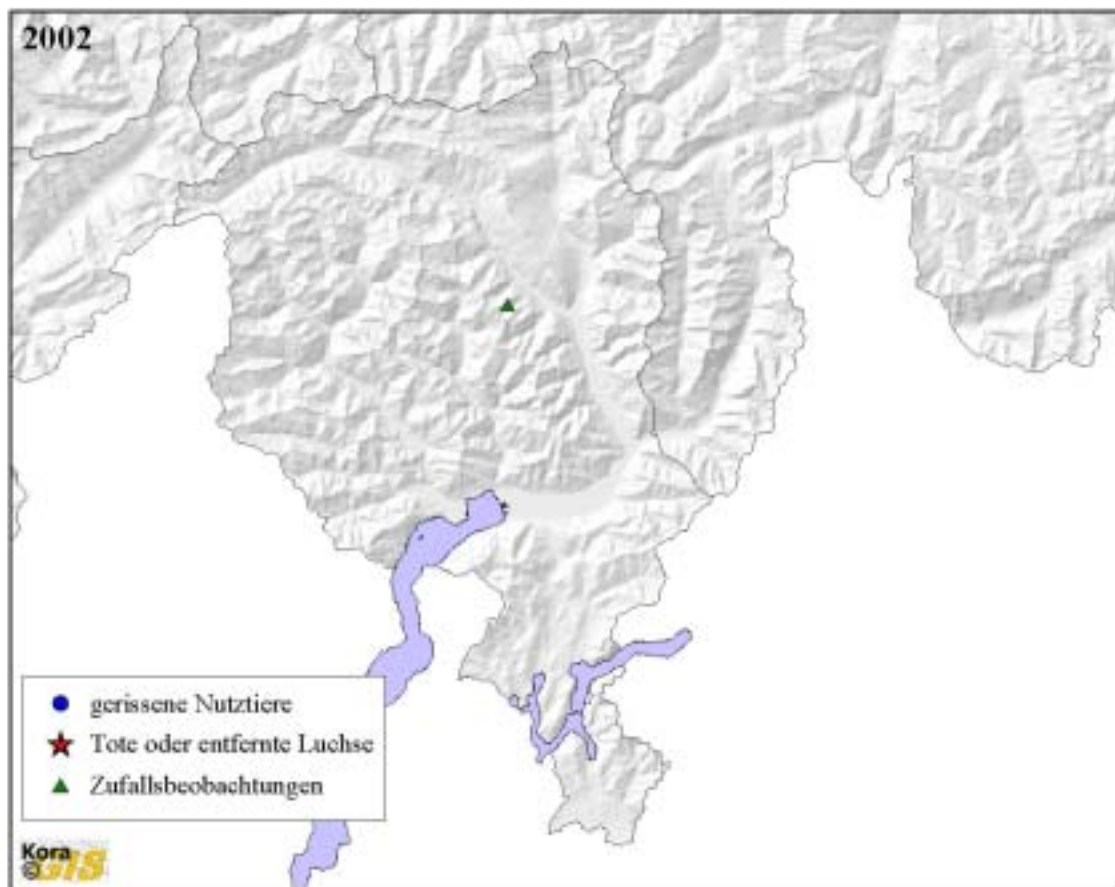 2002
gerissene Nutztiere
Tote oder entfernte Luchse
Zufallsbeobachtungen
Kora
© GIS